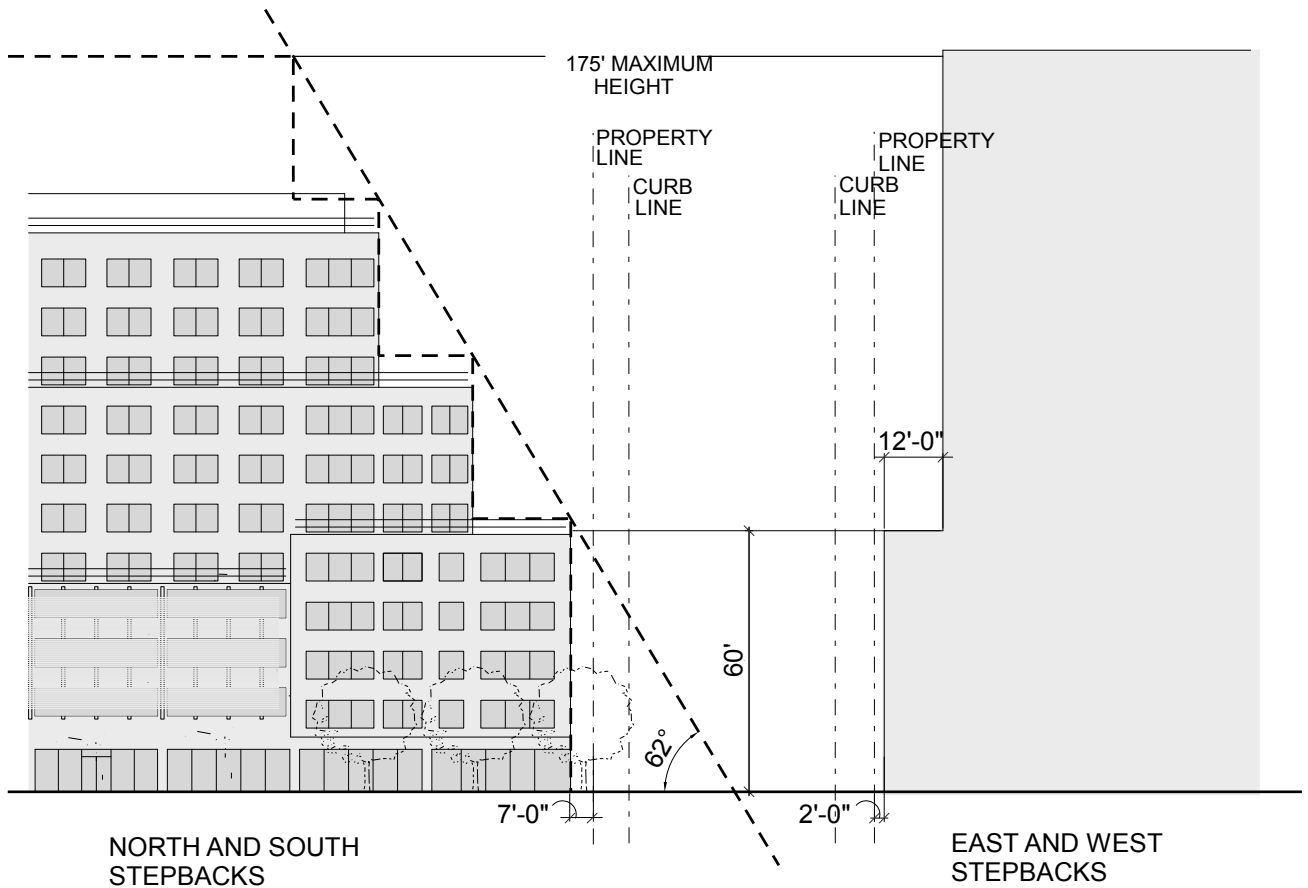 175' MAXIMUM
HEIGHT
PROPERTY
LINE
CURB
LINE
PROPERTY
LINE
CURB
LINE
12'-0"
60'
62°
7'-0"
2'-0"
NORTH AND SOUTH
STEPBACKS
EAST AND WEST
STEPBACKS